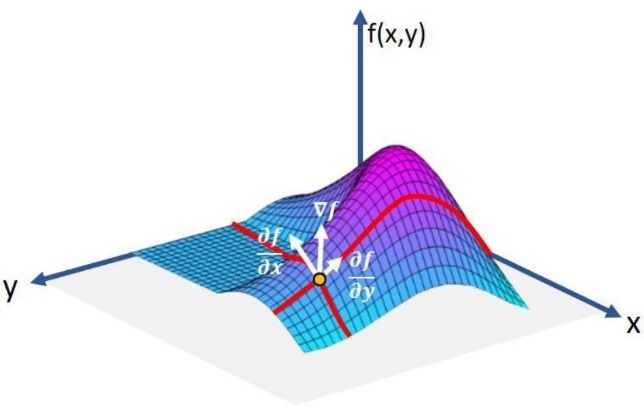 f(x,y)
∇f
∂f
∂x
∂f
∂y
y
x